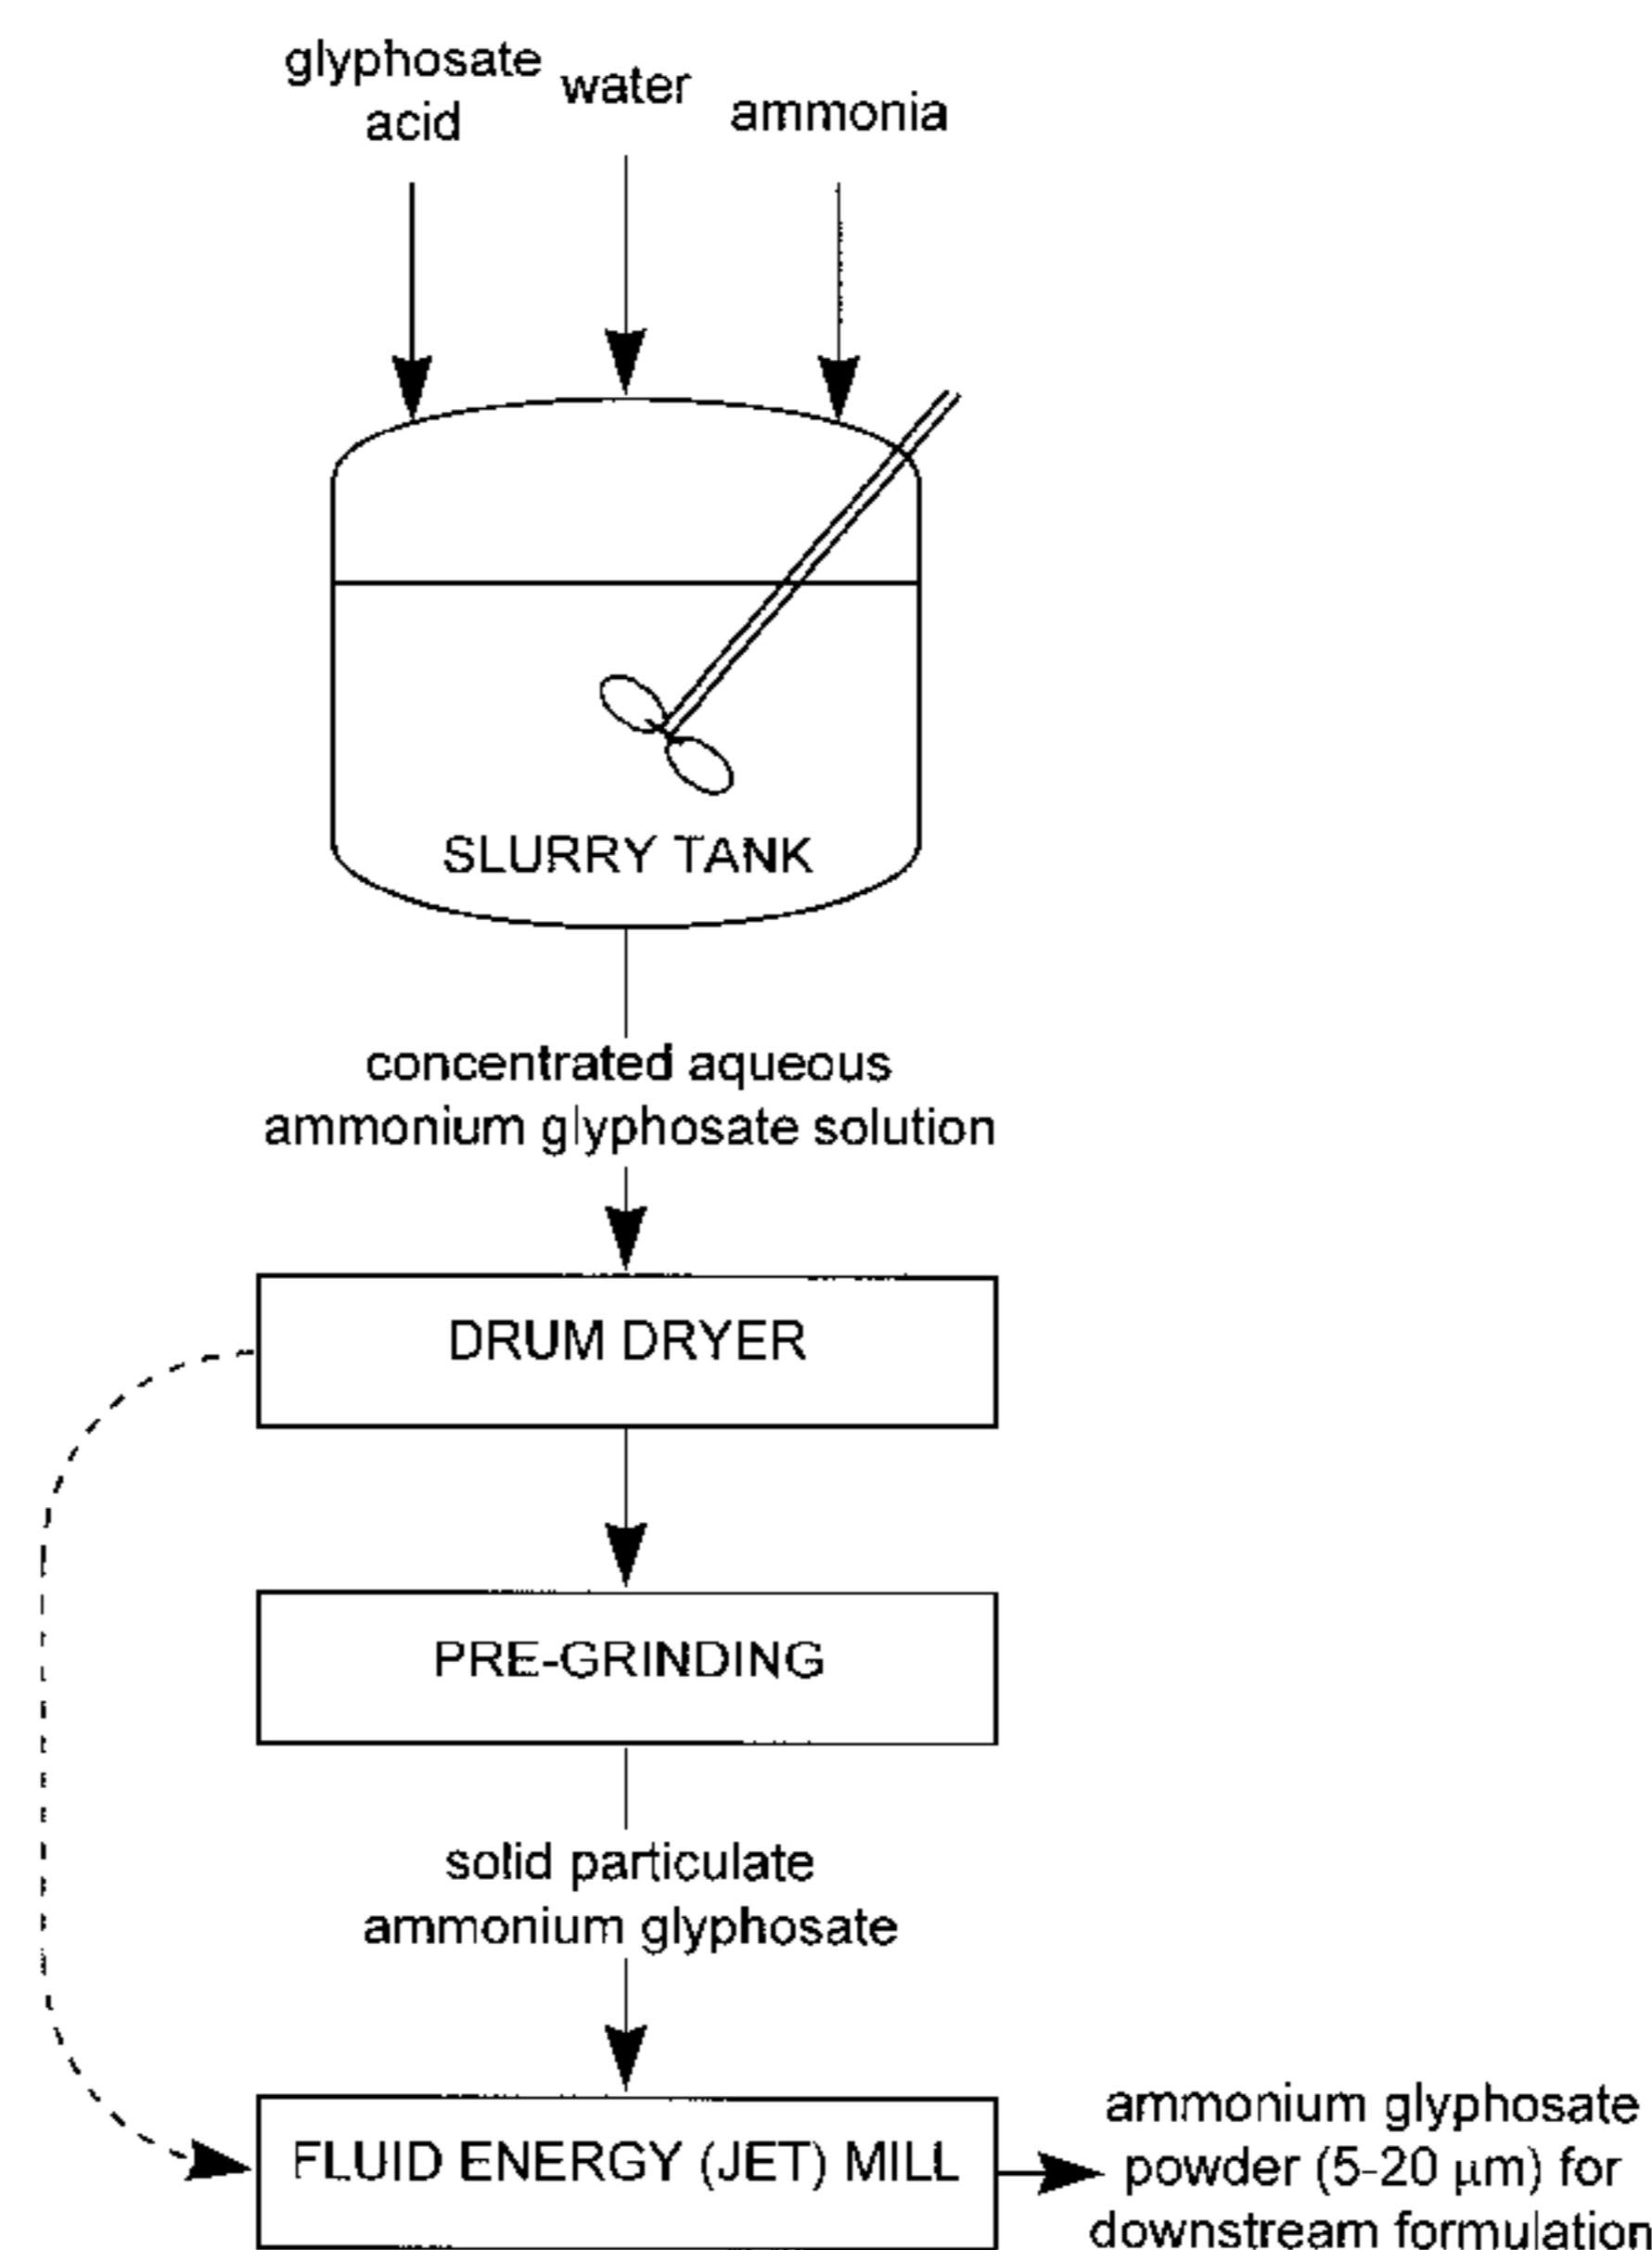 glyphosate
acid
water
ammonia
SLURRY TANK
concentrated aqueous
ammonium glyphosate solution
DRUM DRYER
PRE-GRINDING
solid particulate
ammonium glyphosate
FLUID ENERGY (JET) MILL
ammonium glyphosate
powder (5-20 μm) for
downstream formulation